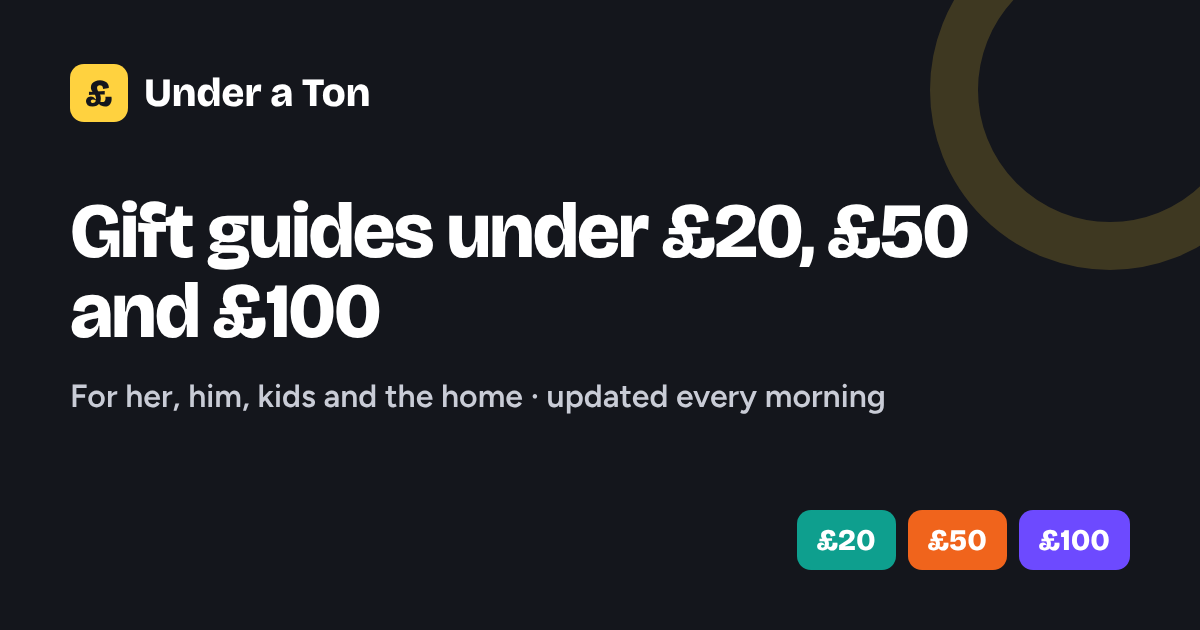 £
Under a Ton
Gift guides under £20, £50
and £100
For her, him, kids and the home · updated every morning
£20
£50
£100